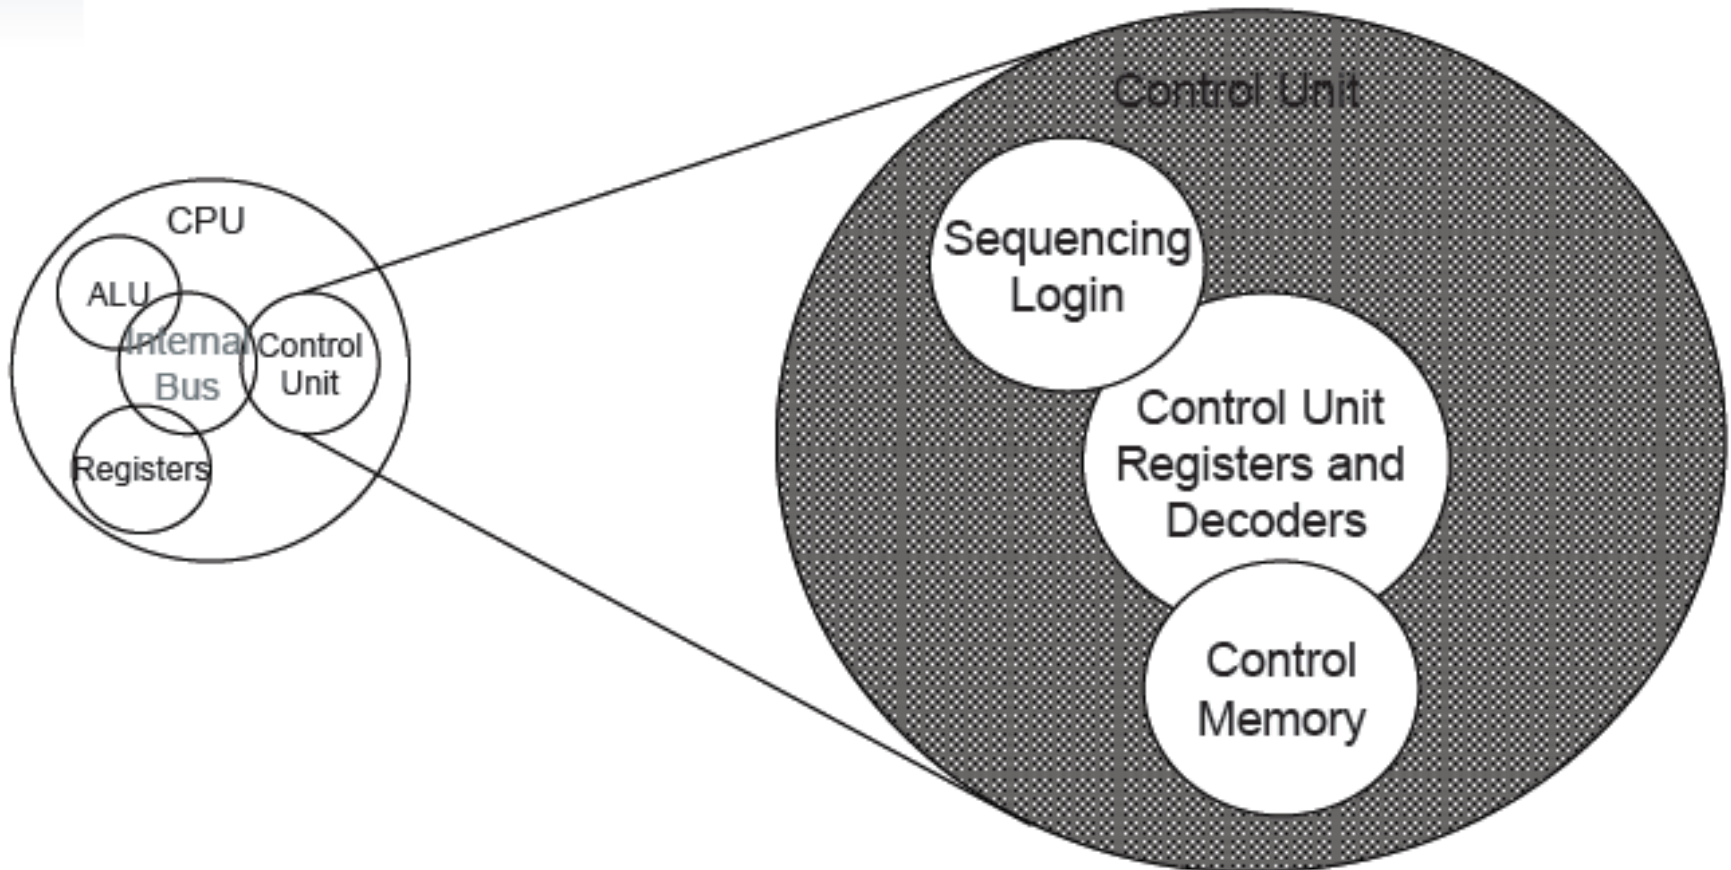 CPU
ALU
Internal
Bus
Control
Unit
Registers
Control Unit
Sequencing
Login
Control Unit
Registers and
Decoders
Control
Memory